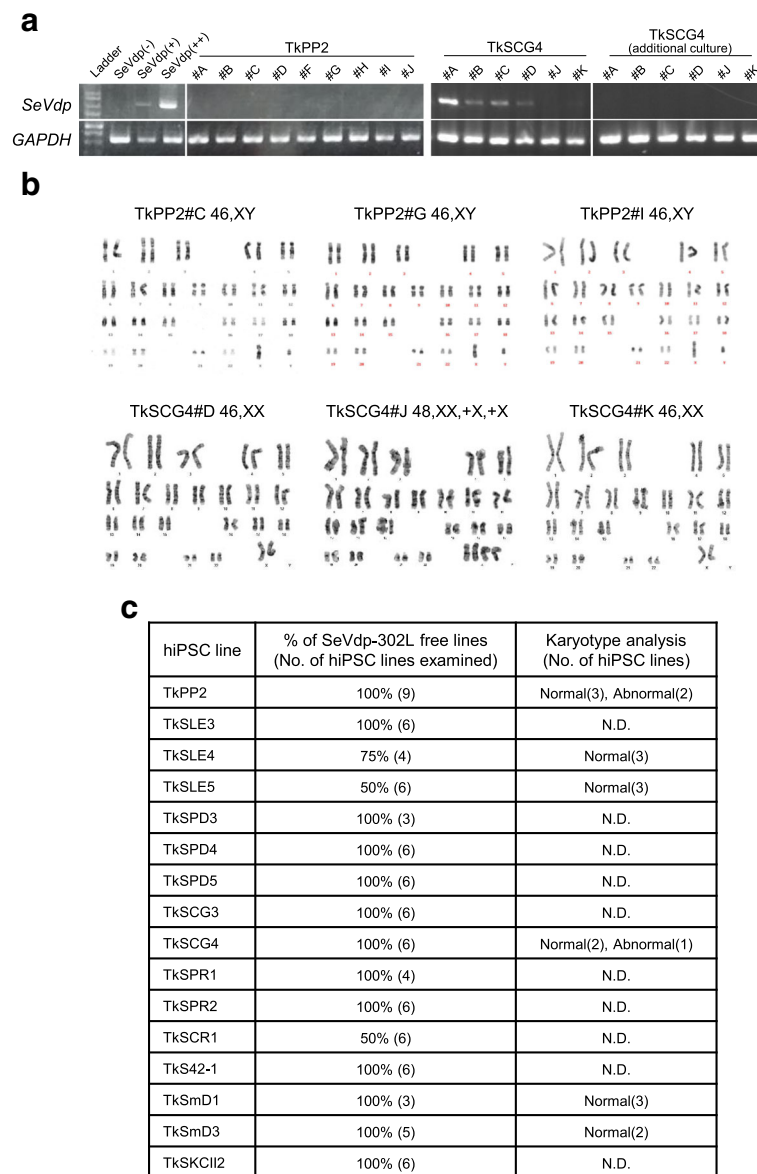 a
TkPP2
TkSCG4
TkSCG4
(additional culture)
Ladder SeVdp(-) SeVdp(+) SeVdp(++) #A #B #C #D #F #G #H #I #J #A #B #C #D #J #K #A #B #C #D #J #K
SeVdp
GAPDH
b
TkPP2#C 46,XY TkPP2#G 46,XY TkPP2#I 46,XY
TkSCG4#D 46,XX TkSCG4#J 48,XX,+X,+X TkSCG4#K 46,XX
c
hiPSC line % of SeVdp-302L free lines Karyotype analysis
(No. of hiPSC lines examined) (No. of hiPSC lines)
TkPP2 100% (9) Normal(3), Abnormal(2)
TkSLE3 100% (6) N.D.
TkSLE4 75% (4) Normal(3)
TkSLE5 50% (6) Normal(3)
TkSPD3 100% (3) N.D.
TkSPD4 100% (6) N.D.
TkSPD5 100% (6) N.D.
TkSCG3 100% (6) N.D.
TkSCG4 100% (6) Normal(2), Abnormal(1)
TkSPR1 100% (4) N.D.
TkSPR2 100% (6) N.D.
TkSCR1 50% (6) N.D.
TkS42-1 100% (6) N.D.
TkSmD1 100% (3) Normal(3)
TkSmD3 100% (5) Normal(2)
TkSKCII2 100% (6) N.D.